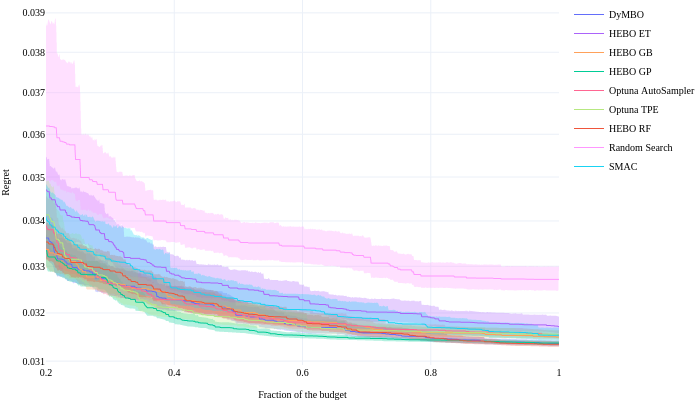 0.039
0.038
0.037
0.036
0.035
0.034
0.033
0.032
0.031
Regret
0.2
0.4
0.6
0.8
1
Fraction of the budget
DyMBO
HEBO ET
HEBO GB
HEBO GP
Optuna AutoSampler
Optuna TPE
HEBO RF
Random Search
SMAC